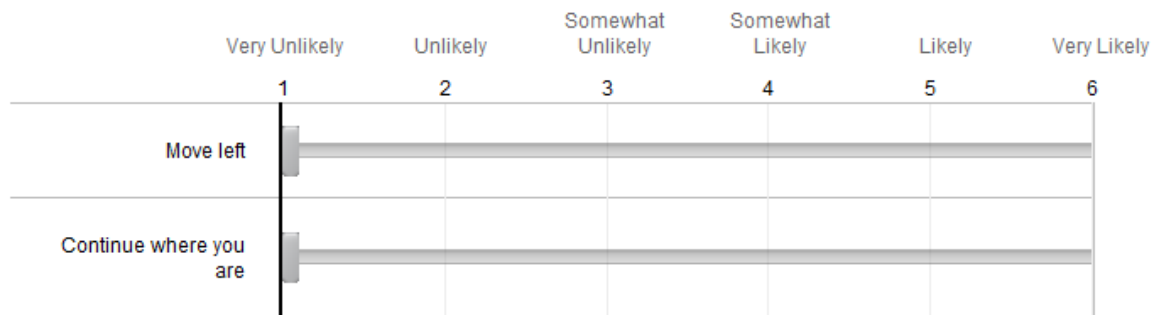 Very Unlikely Unlikely Somewhat Unlikely Somewhat Likely Likely Very Likely
1 2 3 4 5 6
Move left
Continue where you
are